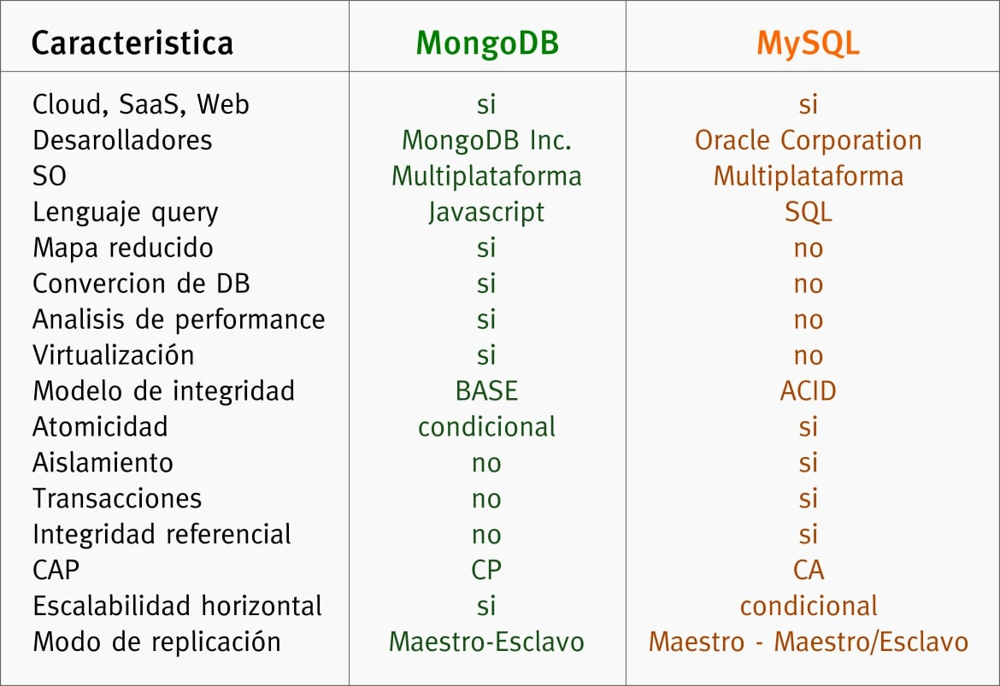 Caracteristica MongoDB MySQL
Cloud, SaaS, Web si si
Desarolladores MongoDB Inc. Oracle Corporation
SO Multiplataforma Multiplataforma
Lenguaje query Javascript SQL
Mapa reducido si no
Convercion de DB si no
Analisis de performance si no
Virtualización si no
Modelo de integridad BASE ACID
Atomicidad condicional si
Aislamiento no si
Transacciones no si
Integridad referencial no si
CAP CP CA
Escalabilidad horizontal si condicional
Modo de replicación Maestro-Esclavo Maestro - Maestro/Esclavo